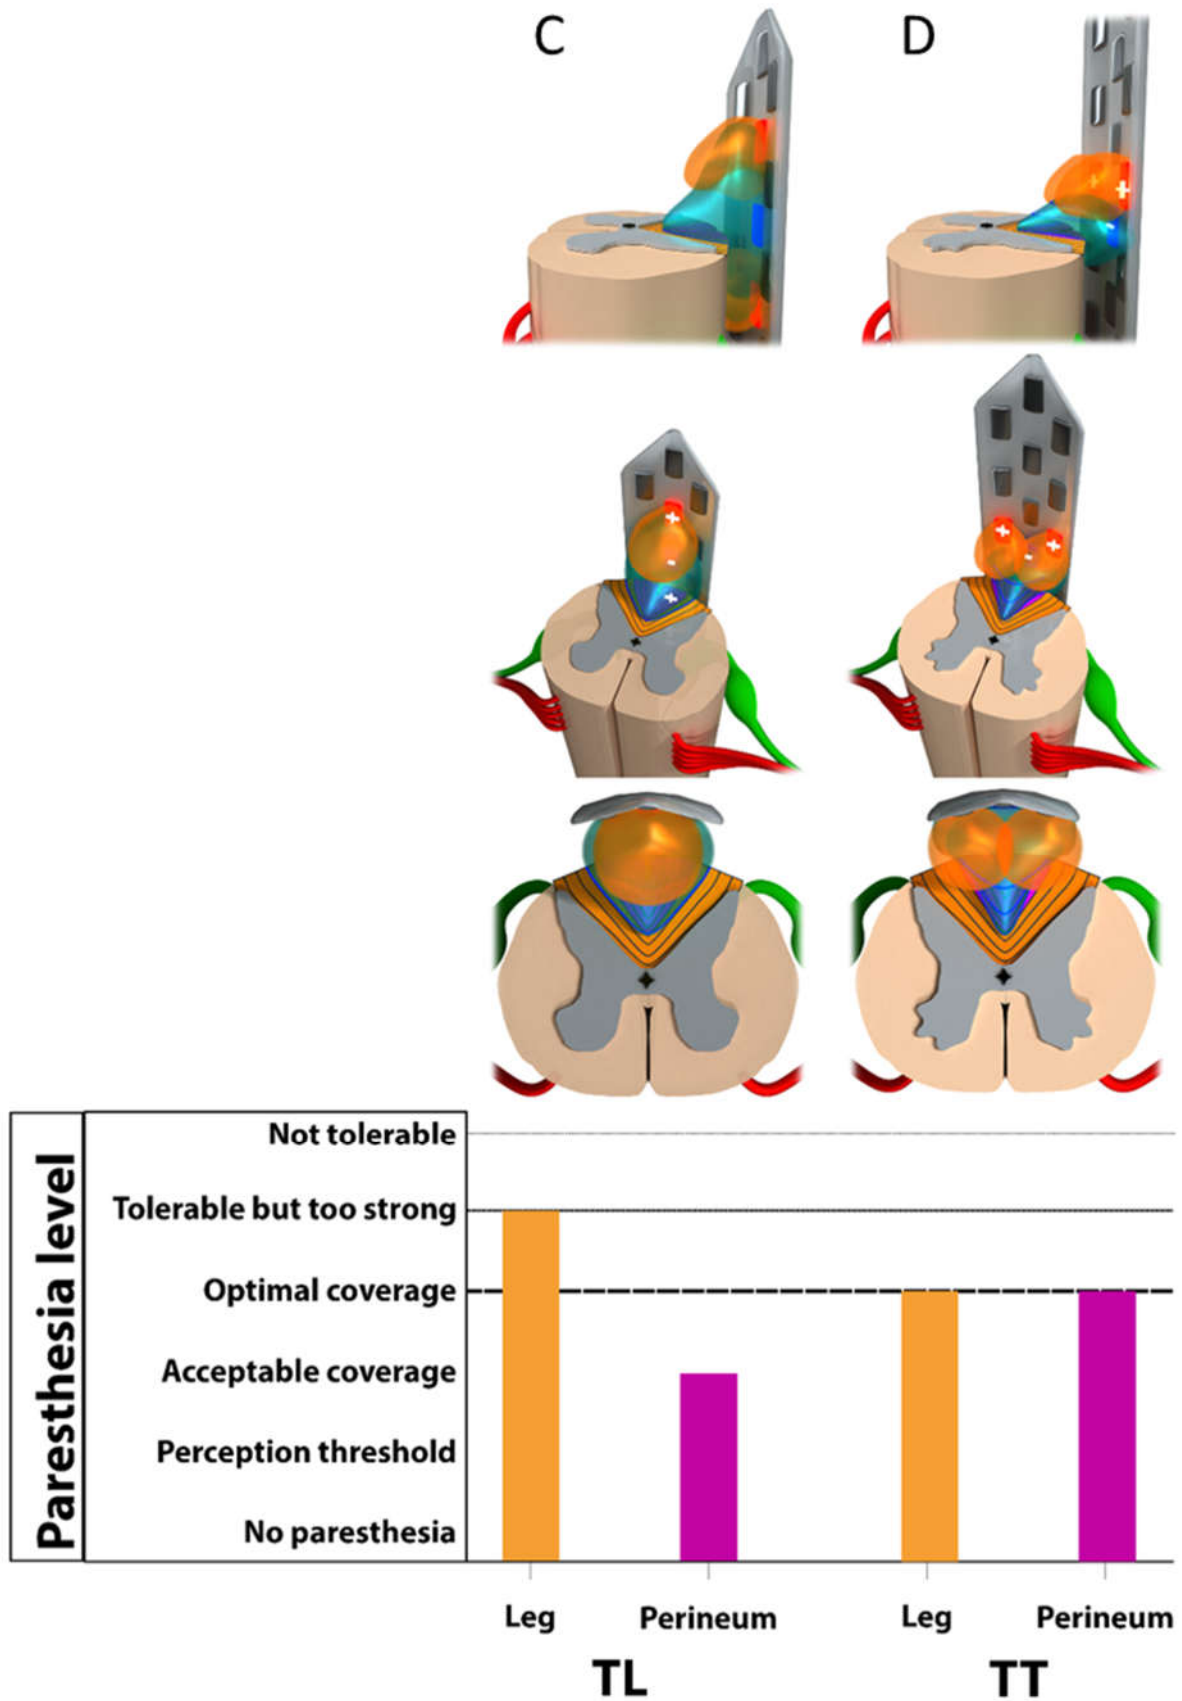 C
D
+
+
+
-
+
+
+
-
Paresthesia level
Not tolerable
Tolerable but too strong
Optimal coverage
Acceptable coverage
Perception threshold
No paresthesia
Leg
Perineum
Leg
Perineum
TL
TT